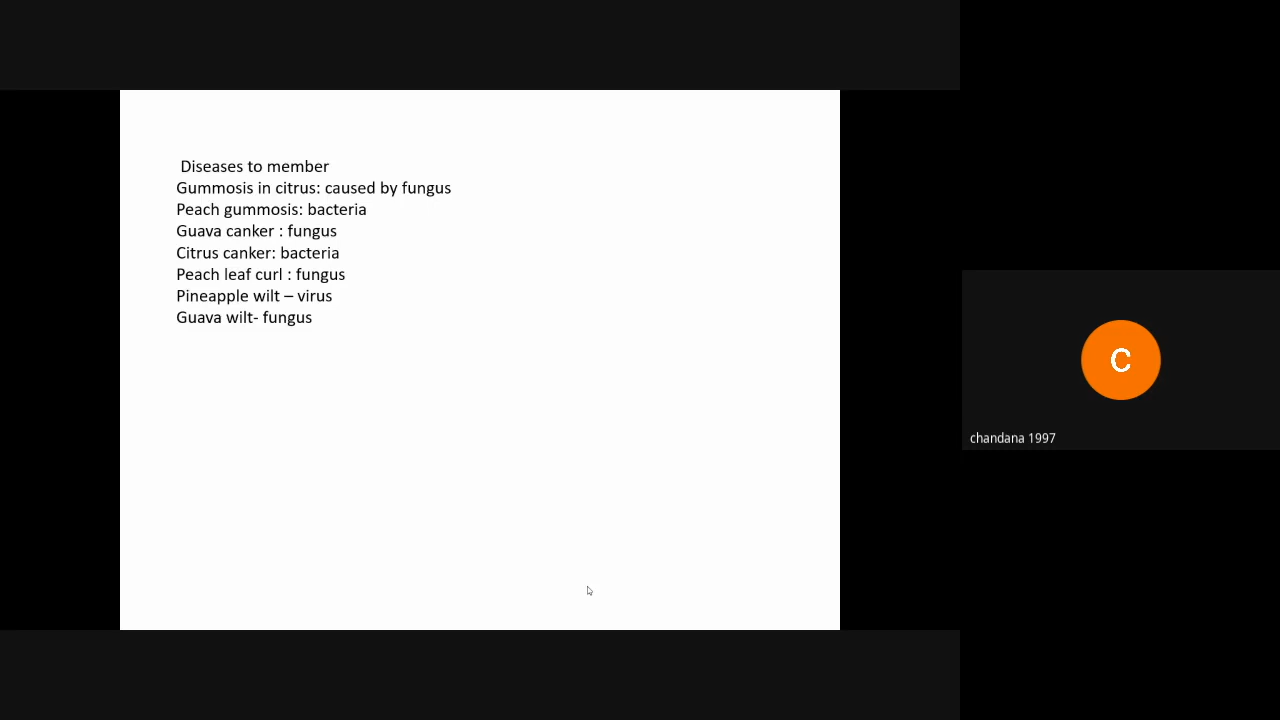 Diseases to member
Gummosis in citrus: caused by fungus
Peach gummosis: bacteria
Guava canker : fungus
Citrus canker: bacteria
Peach leaf curl : fungus
Pineapple wilt – virus
Guava wilt- fungus
C
chandana 1997